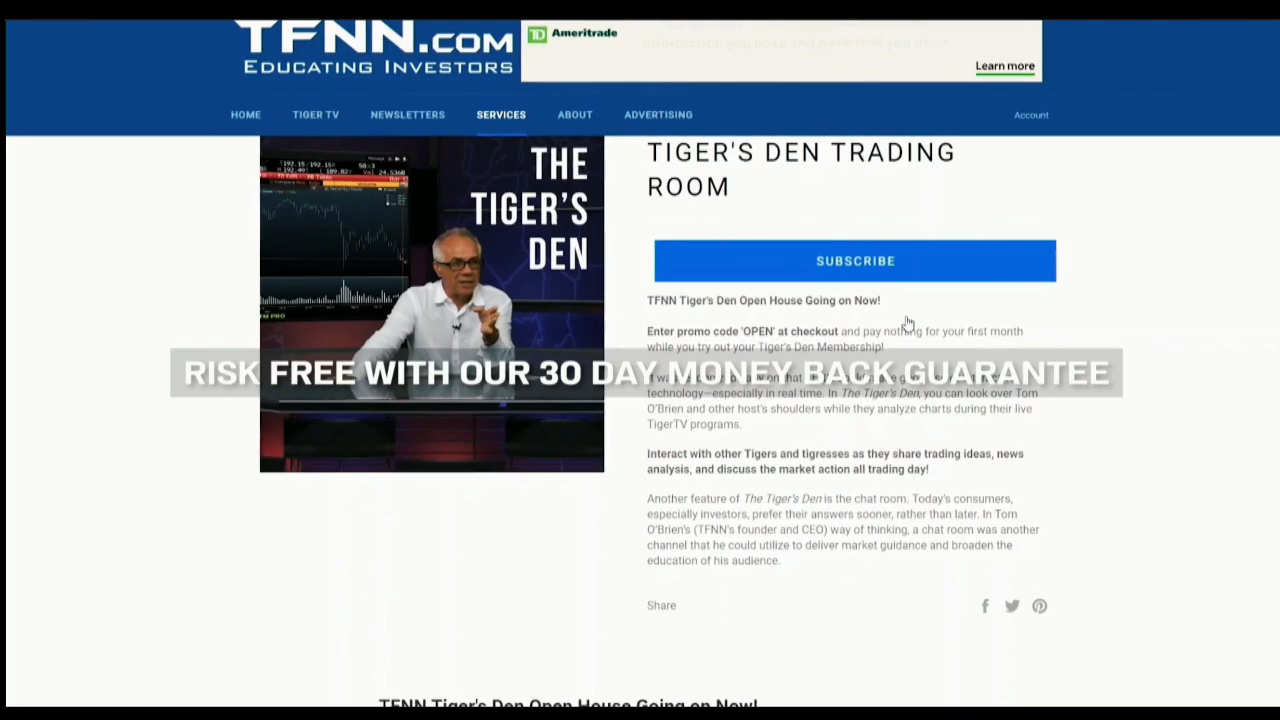 TFNN.COM
EDUCATING INVESTORS
Ameritrade
Learn more
HOME
TIGER TV
NEWSLETTERS
SERVICES
ABOUT
ADVERTISING
Account
THE
TIGER'S
DEN
TIGER'S DEN TRADING
ROOM
SUBSCRIBE
TFNN Tiger's Den Open House Going on Now!
Enter promo code 'OPEN' at checkout and pay nothing for your first month
while you try out your Tiger's Den Membership!
RISK FREE WITH OUR 30 DAY MONEY BACK GUARANTEE
technology—especially in real time. In The Tiger's Den, you can look over Tom
O'Brien and other host's shoulders while they analyze charts during their live
TigerTV programs.
Interact with other Tigers and tigresses as they share trading ideas, news
analysis, and discuss the market action all trading day!
Another feature of The Tiger's Den is the chat room. Today's consumers,
especially investors, prefer their answers sooner, rather than later. In Tom
O'Brien's (TFNN's founder and CEO) way of thinking, a chat room was another
channel that he could utilize to deliver market guidance and broaden the
education of his audience.
Share
TFNN Tiger's Den Open House Going on Now!